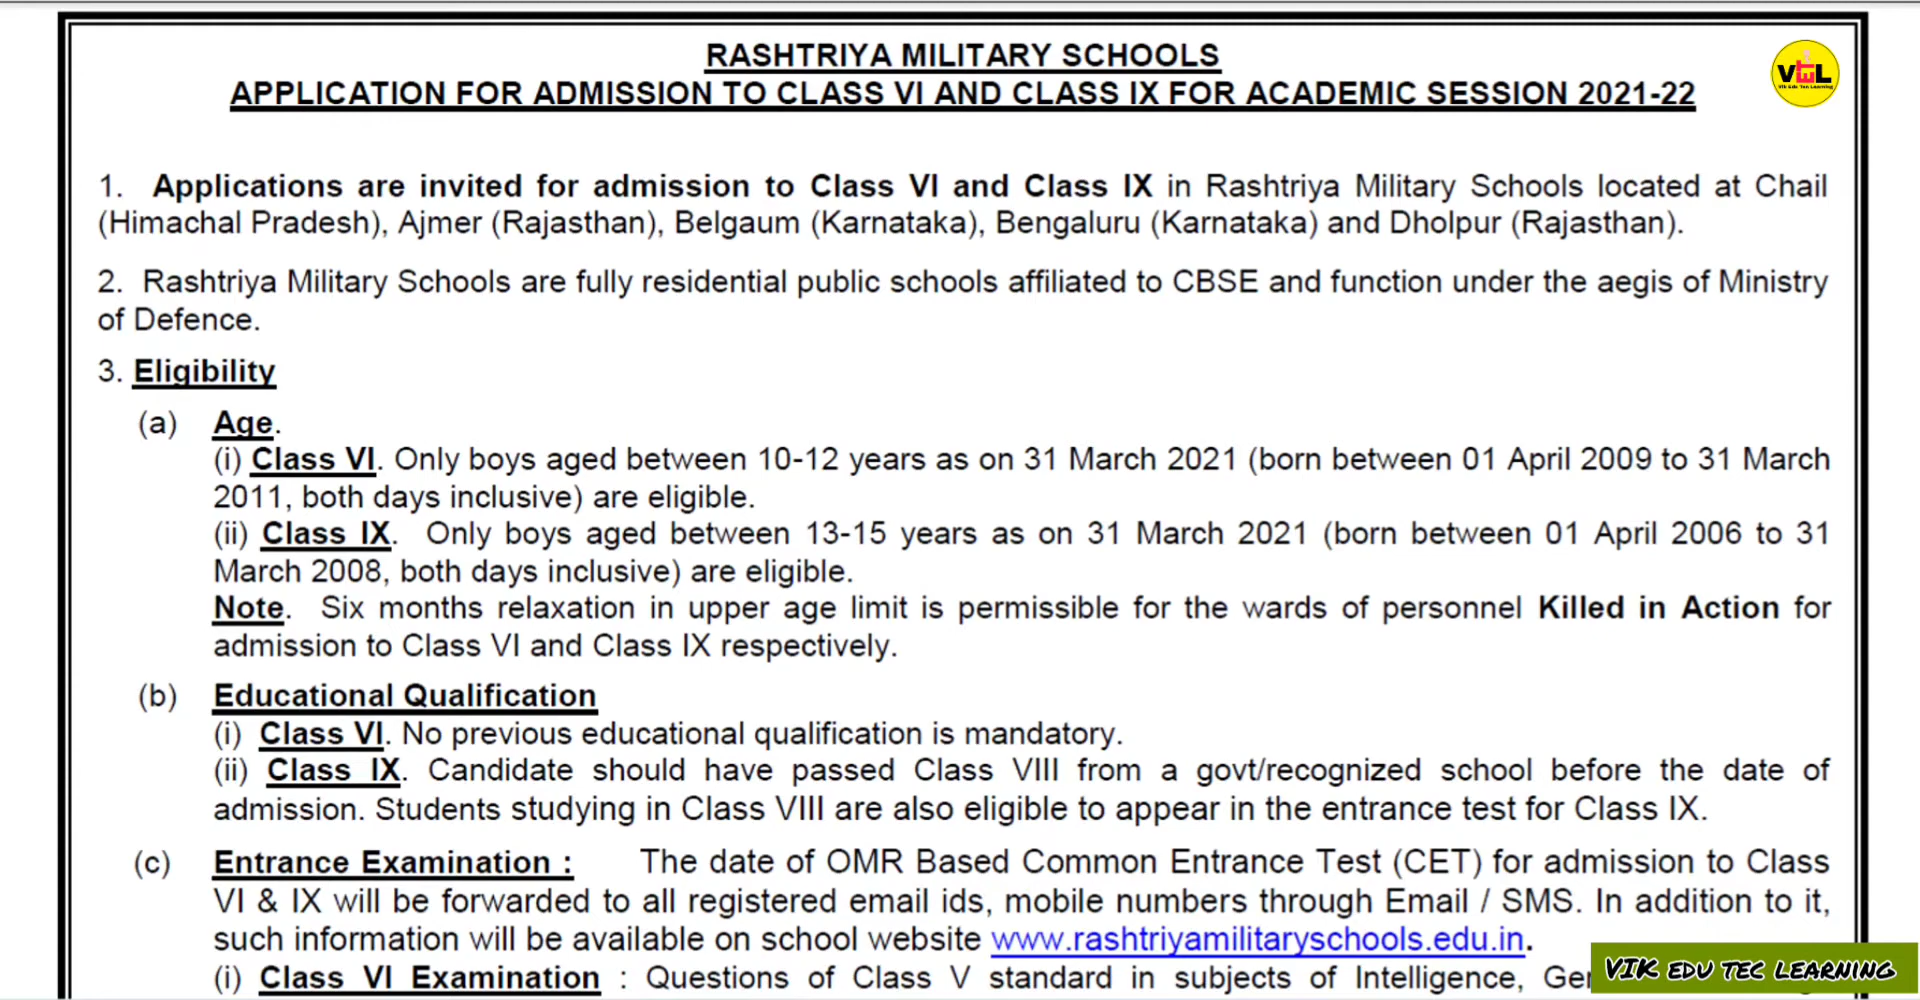 RASHTRIYA MILITARY SCHOOLS
APPLICATION FOR ADMISSION TO CLASS VI AND CLASS IX FOR ACADEMIC SESSION 2021-22
VETL
Vik Edu Tec Learning
1. Applications are invited for admission to Class VI and Class IX in Rashtriya Military Schools located at Chail
(Himachal Pradesh), Ajmer (Rajasthan), Belgaum (Karnataka), Bengaluru (Karnataka) and Dholpur (Rajasthan).
2. Rashtriya Military Schools are fully residential public schools affiliated to CBSE and function under the aegis of Ministry
of Defence.
3. Eligibility
(a) Age.
(i) Class VI. Only boys aged between 10-12 years as on 31 March 2021 (born between 01 April 2009 to 31 March
2011, both days inclusive) are eligible.
(ii) Class IX. Only boys aged between 13-15 years as on 31 March 2021 (born between 01 April 2006 to 31
March 2008, both days inclusive) are eligible.
Note. Six months relaxation in upper age limit is permissible for the wards of personnel Killed in Action for
admission to Class VI and Class IX respectively.
(b) Educational Qualification
(i) Class VI. No previous educational qualification is mandatory.
(ii) Class IX. Candidate should have passed Class VIII from a govt/recognized school before the date of
admission. Students studying in Class VIII are also eligible to appear in the entrance test for Class IX.
(c) Entrance Examination : The date of OMR Based Common Entrance Test (CET) for admission to Class
VI & IX will be forwarded to all registered email ids, mobile numbers through Email / SMS. In addition to it,
such information will be available on school website www.rashtriyamilitaryschools.edu.in.
(i) Class VI Examination : Questions of Class V standard in subjects of Intelligence,
VIK EDU TEC LEARNING